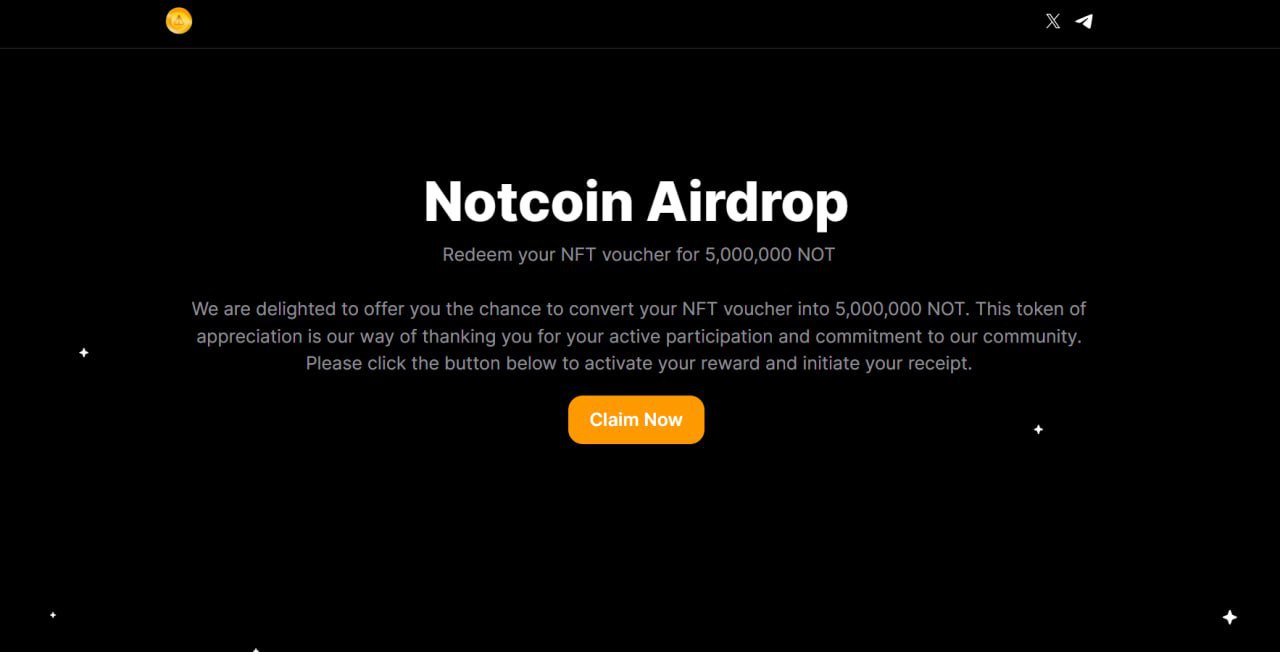 Notcoin Airdrop
Redeem your NFT voucher for 5,000,000 NOT
We are delighted to offer you the chance to convert your NFT voucher into 5,000,000 NOT. This token of
appreciation is our way of thanking you for your active participation and commitment to our community.
Please click the button below to activate your reward and initiate your receipt.
Claim Now